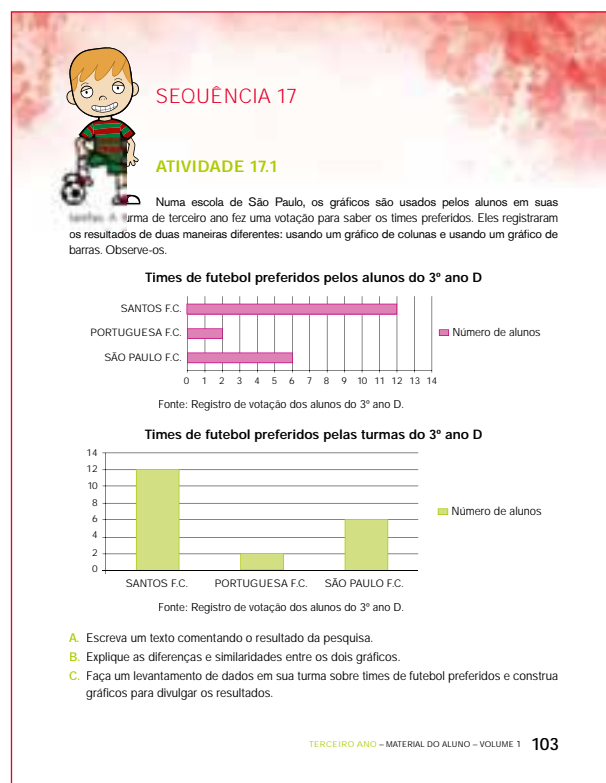 SEQUÊNCIA 17
ATIVIDADE 17.1
Numa escola de São Paulo, os gráficos são usados pelos alunos em suas
turma de terceiro ano fez uma votação para saber os times preferidos. Eles registraram
os resultados de duas maneiras diferentes: usando um gráfico de colunas e usando um gráfico de
barras. Observe-os.
Times de futebol preferidos pelos alunos do 3º ano D
SANTOS F.C.
PORTUGUESA F.C.
SÃO PAULO F.C.
Número de alunos
0 1 2 3 4 5 6 7 8 9 10 11 12 13 14
Fonte: Registro de votação dos alunos do 3º ano D.
Times de futebol preferidos pelas turmas do 3º ano D
14
12
10
8
6
4
2
0
Número de alunos
SANTOS F.C. PORTUGUESA F.C. SÃO PAULO F.C.
Fonte: Registro de votação dos alunos do 3º ano D.
A. Escreva um texto comentando o resultado da pesquisa.
B. Explique as diferenças e similaridades entre os dois gráficos.
C. Faça um levantamento de dados em sua turma sobre times de futebol preferidos e construa
gráficos para divulgar os resultados.
TERCEIRO ANO – MATERIAL DO ALUNO – VOLUME 1 103